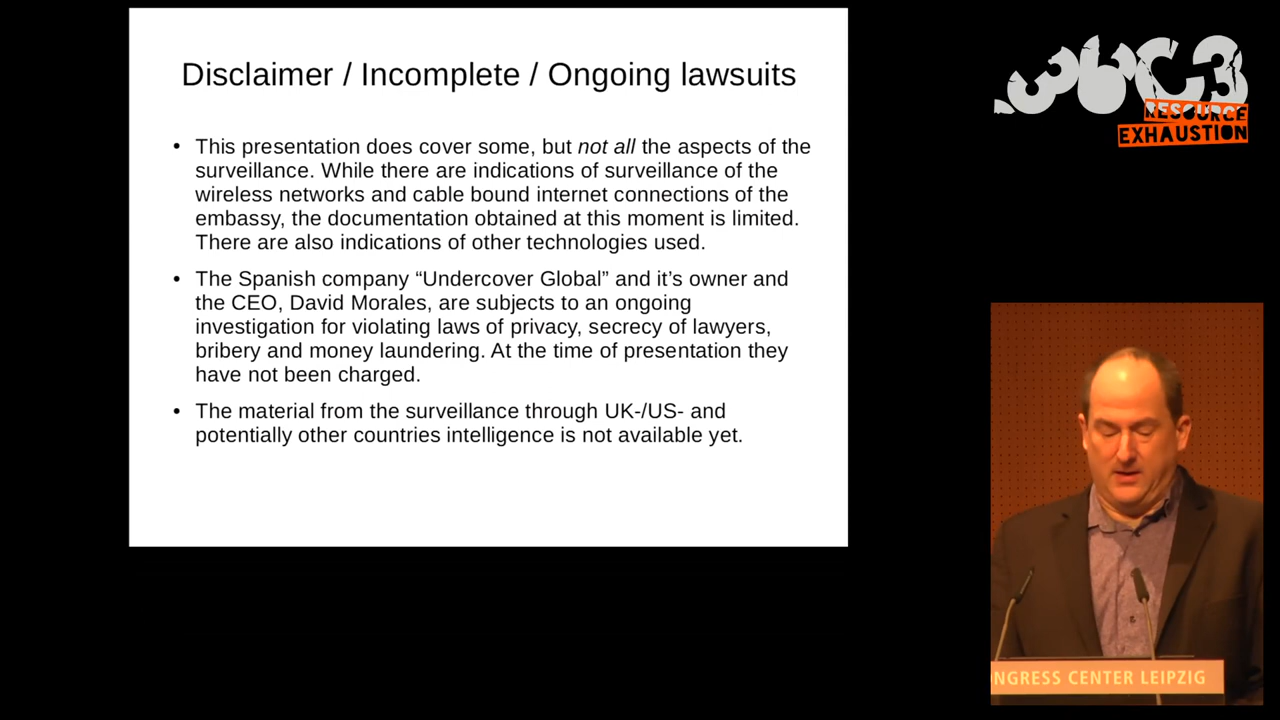 Disclaimer / Incomplete / Ongoing lawsuits
• This presentation does cover some, but not all the aspects of the
surveillance. While there are indications of surveillance of the
wireless networks and cable bound internet connections of the
embassy, the documentation obtained at this moment is limited.
There are also indications of other technologies used.
• The Spanish company “Undercover Global” and it’s owner and
the CEO, David Morales, are subjects to an ongoing
investigation for violating laws of privacy, secrecy of lawyers,
bribery and money laundering. At the time of presentation they
have not been charged.
• The material from the surveillance through UK-/US- and
potentially other countries intelligence is not available yet.
36C3
RESOURCE
EXHAUSTION
ONGRESS CENTER LEIPZIG